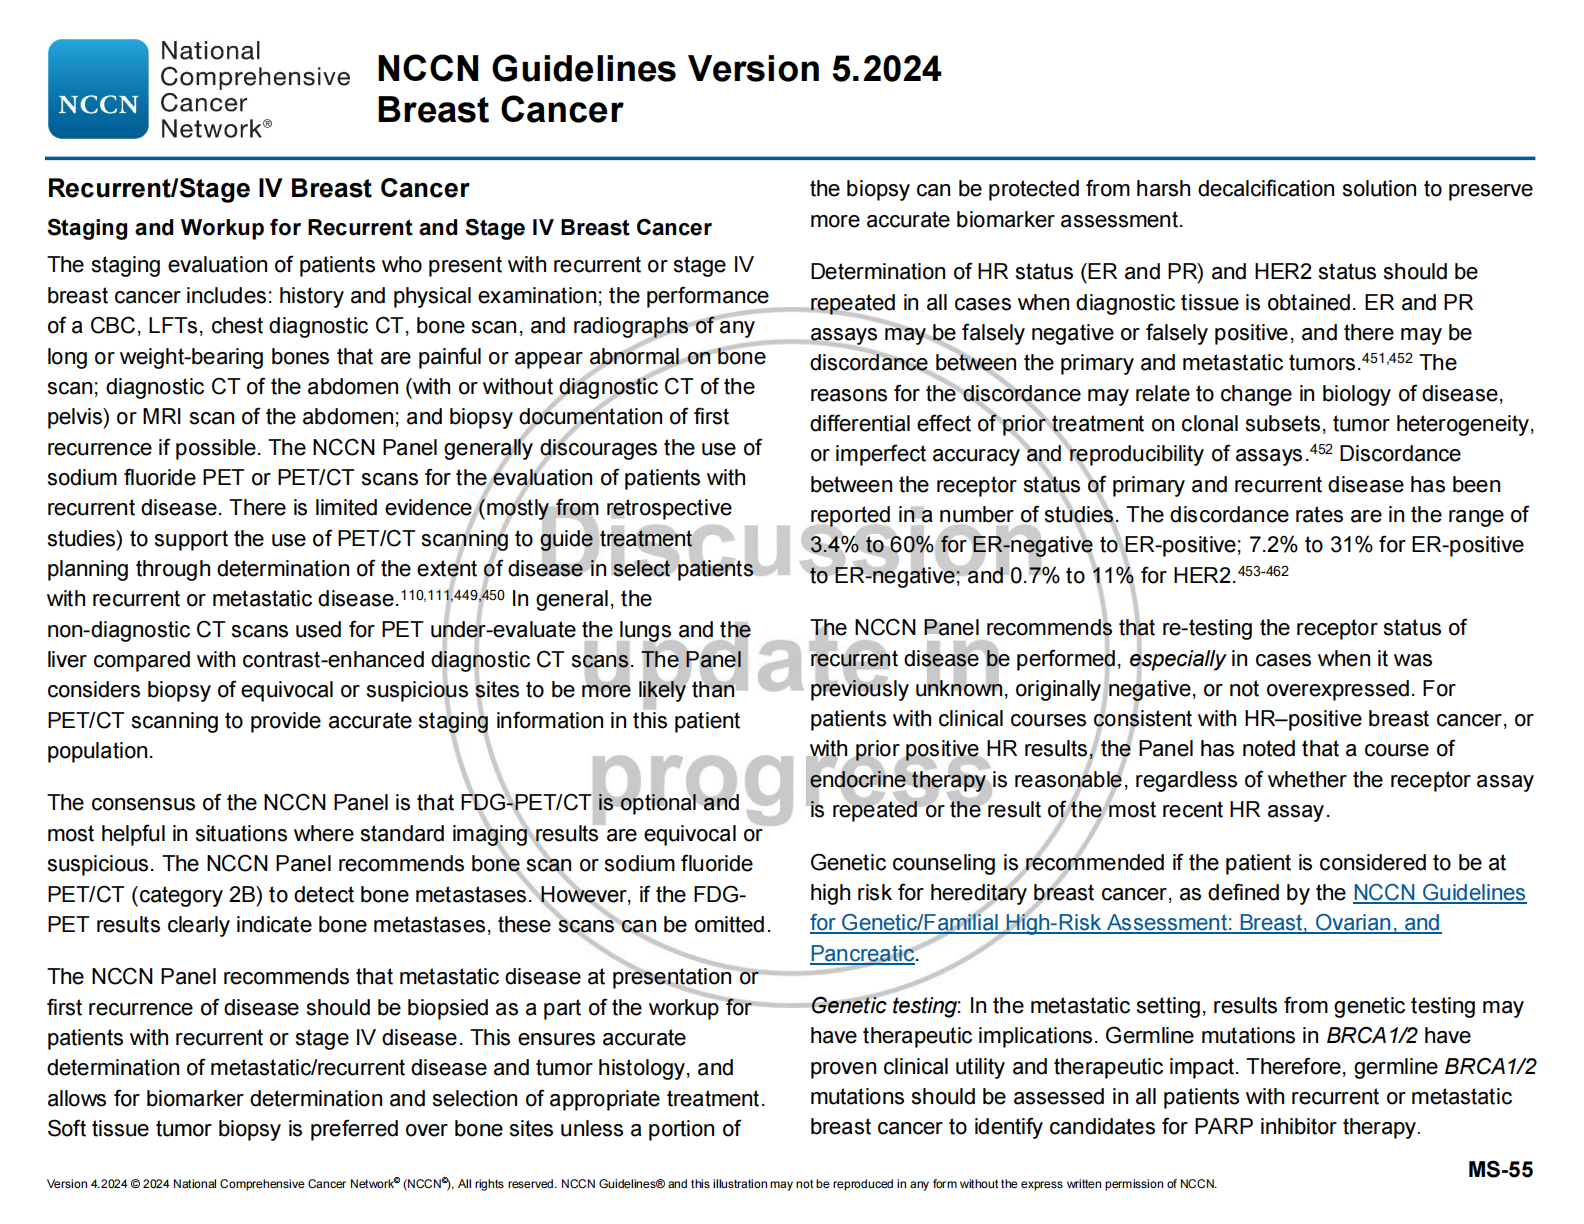 NCCN
National
Comprehensive
Cancer
Network®
NCCN Guidelines Version 5.2024
Breast Cancer
Recurrent/Stage IV Breast Cancer
Staging and Workup for Recurrent and Stage IV Breast Cancer
The staging evaluation of patients who present with recurrent or stage IV
breast cancer includes: history and physical examination; the performance
of a CBC, LFTs, chest diagnostic CT, bone scan, and radiographs of any
long or weight-bearing bones that are painful or appear abnormal on bone
scan; diagnostic CT of the abdomen (with or without diagnostic CT of the
pelvis) or MRI scan of the abdomen; and biopsy documentation of first
recurrence if possible. The NCCN Panel generally discourages the use of
sodium fluoride PET or PET/CT scans for the evaluation of patients with
recurrent disease. There is limited evidence (mostly from retrospective
studies) to support the use of PET/CT scanning to guide treatment
planning through determination of the extent of disease in select patients
with recurrent or metastatic disease.110,111,449,450 In general, the
non-diagnostic CT scans used for PET under-evaluate the lungs and the
liver compared with contrast-enhanced diagnostic CT scans. The Panel
considers biopsy of equivocal or suspicious sites to be more likely than
PET/CT scanning to provide accurate staging information in this patient
population.
The consensus of the NCCN Panel is that FDG-PET/CT is optional and
most helpful in situations where standard imaging results are equivocal or
suspicious. The NCCN Panel recommends bone scan or sodium fluoride
PET/CT (category 2B) to detect bone metastases. However, if the FDG-
PET results clearly indicate bone metastases, these scans can be omitted.
The NCCN Panel recommends that metastatic disease at presentation or
first recurrence of disease should be biopsied as a part of the workup for
patients with recurrent or stage IV disease. This ensures accurate
determination of metastatic/recurrent disease and tumor histology, and
allows for biomarker determination and selection of appropriate treatment.
Soft tissue tumor biopsy is preferred over bone sites unless a portion of
the biopsy can be protected from harsh decalcification solution to preserve
more accurate biomarker assessment.
Determination of HR status (ER and PR) and HER2 status should be
repeated in all cases when diagnostic tissue is obtained. ER and PR
assays may be falsely negative or falsely positive, and there may be
discordance between the primary and metastatic tumors.451,452 The
reasons for the discordance may relate to change in biology of disease,
differential effect of prior treatment on clonal subsets, tumor heterogeneity,
or imperfect accuracy and reproducibility of assays.452 Discordance
between the receptor status of primary and recurrent disease has been
reported in a number of studies. The discordance rates are in the range of
3.4% to 60% for ER-negative to ER-positive; 7.2% to 31% for ER-positive
to ER-negative; and 0.7% to 11% for HER2.453-462
The NCCN Panel recommends that re-testing the receptor status of
recurrent disease be performed, especially in cases when it was
previously unknown, originally negative, or not overexpressed. For
patients with clinical courses consistent with HR–positive breast cancer, or
with prior positive HR results, the Panel has noted that a course of
endocrine therapy is reasonable, regardless of whether the receptor assay
is repeated or the result of the most recent HR assay.
Genetic counseling is recommended if the patient is considered to be at
high risk for hereditary breast cancer, as defined by the NCCN Guidelines
for Genetic/Familial High-Risk Assessment: Breast, Ovarian, and
Pancreatic.
Genetic testing: In the metastatic setting, results from genetic testing may
have therapeutic implications. Germline mutations in BRCA1/2 have
proven clinical utility and therapeutic impact. Therefore, germline BRCA1/2
mutations should be assessed in all patients with recurrent or metastatic
breast cancer to identify candidates for PARP inhibitor therapy.
Discussion
update in
progress
MS-55
Version 4.2024 © 2024 National Comprehensive Cancer Network© (NCCN©), All rights reserved. NCCN Guidelines® and this illustration may not be reproduced in any form without the express written permission of NCCN.